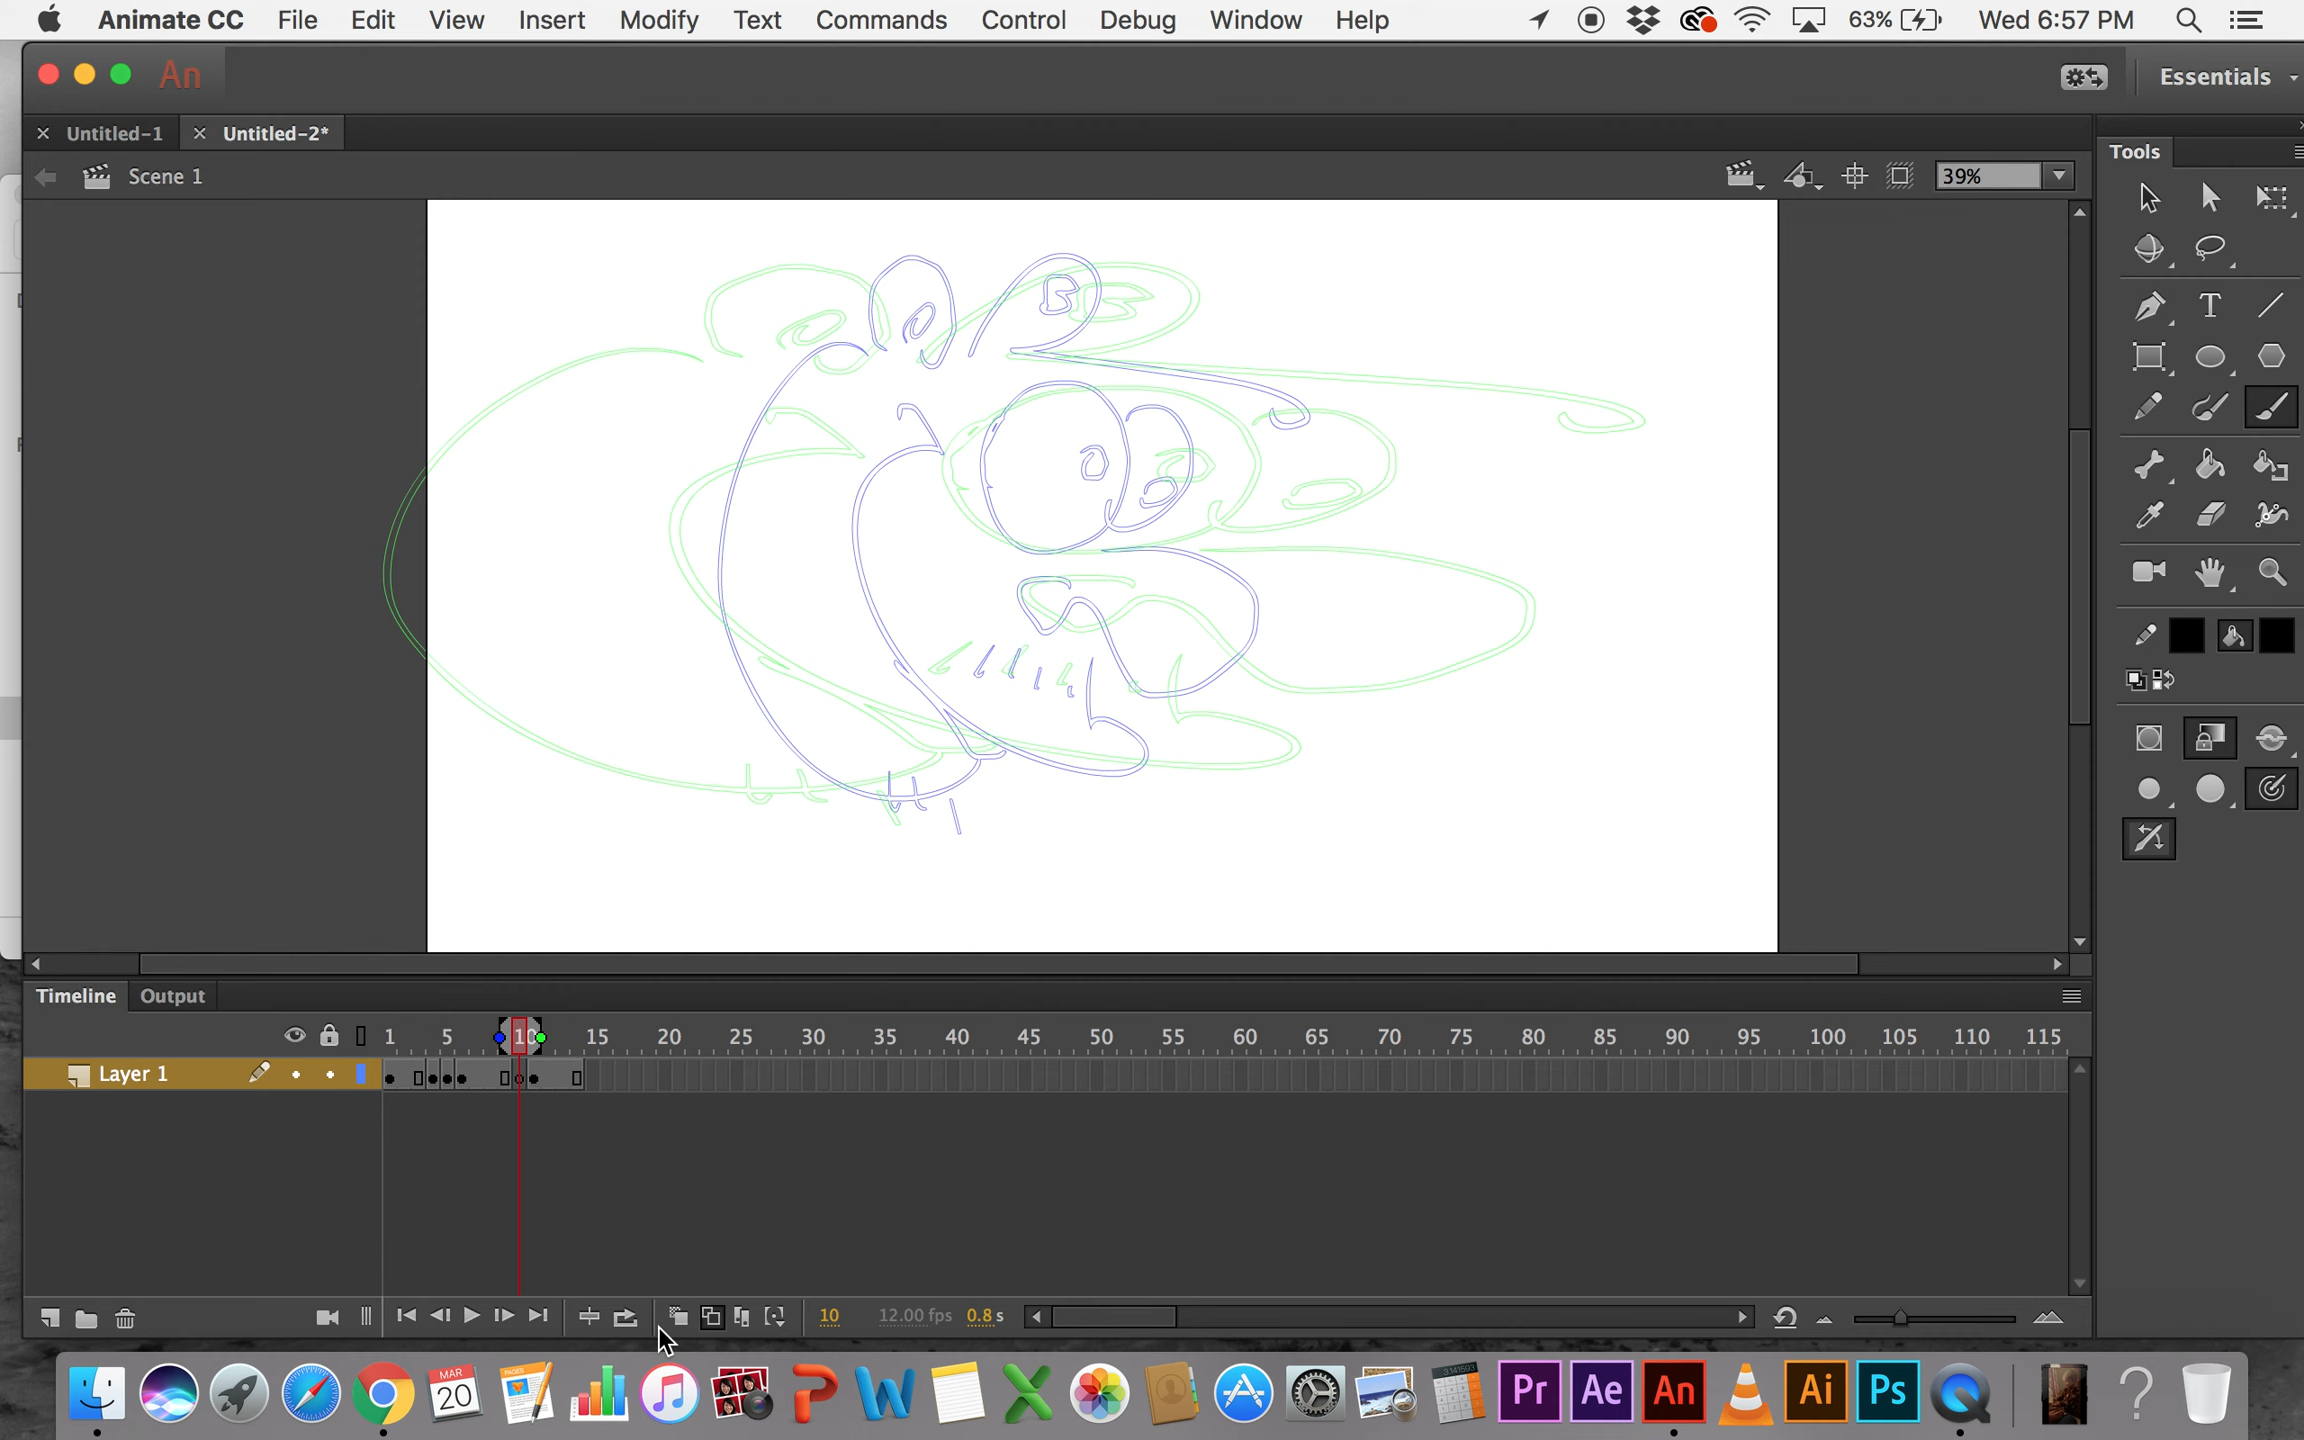 Animate CC File Edit View Insert Modify Text Commands Control Debug Window Help 63% Wed 6:57 PM
An Essentials
Untitled-1 Untitled-2*
Scene 1 39%
Tools
T
Timeline Output
1 5 10 15 20 25 30 35 40 45 50 55 60 65 70 75 80 85 90 95 100 105 110 115
Layer 1
10 12.00 fps 0.8 s
MAR
20
PAGES
3.141593
Pr Ae An Ai Ps